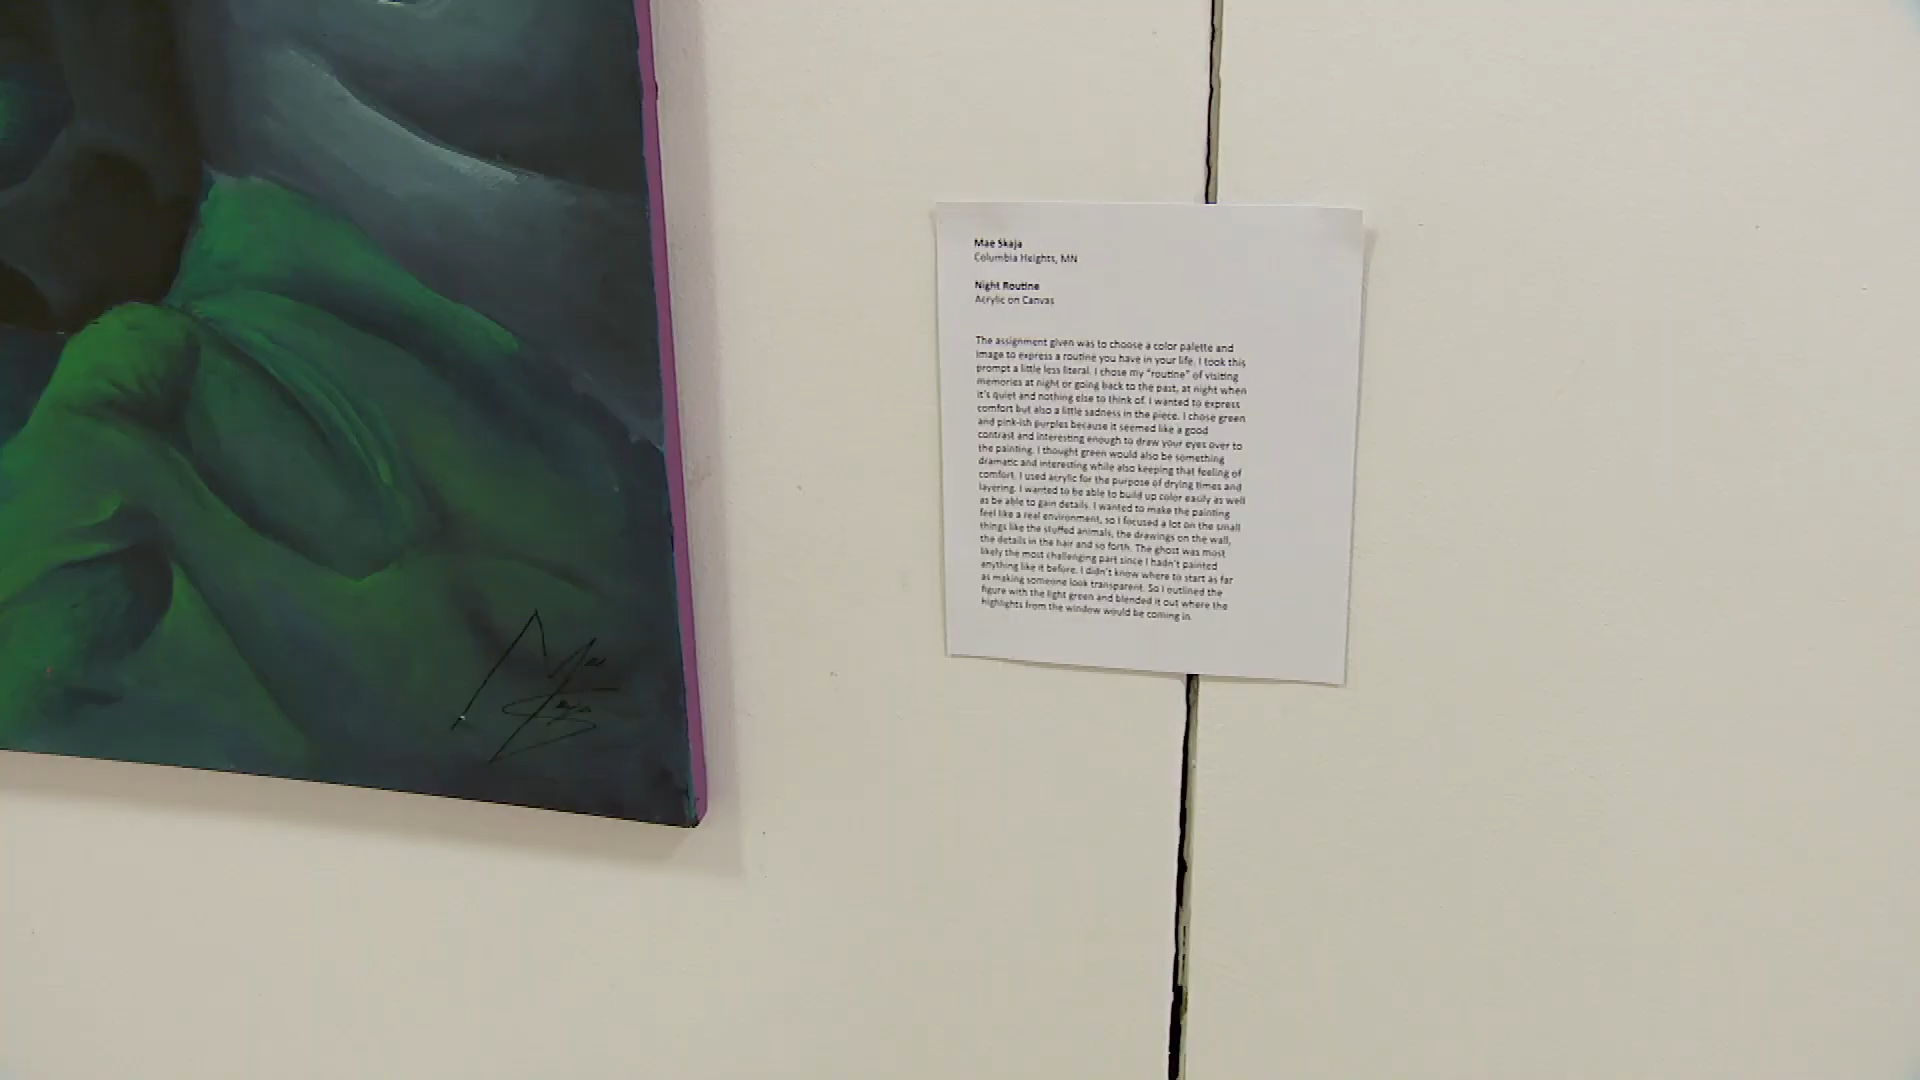 Mae Skaja
Columbia Heights, MN
Night Routine
Acrylic on Canvas
The assignment given was to choose a color palette and
image to express a routine you have in your life. I took this
prompt a little less literal. I chose my "routine" of visiting
memories at night or going back to the past, at night when
it's quiet and nothing else to think of. I wanted to express
comfort but also a little sadness in the piece. I chose green
and pink-ish purples because it seemed like a good
contrast and interesting enough to draw your eyes over to
the painting. I thought green would also be something
dramatic and interesting while also keeping that feeling of
comfort. I used acrylic for the purpose of drying times and
layering. I wanted to be able to build up color easily as well
as be able to gain details. I wanted to make the painting
feel like a real environment, so I focused a lot on the small
things like the stuffed animals, the drawings on the wall,
the details in the hair and so forth. The ghost was most
likely the most challenging part since I hadn't painted
anything like it before. I didn't know where to start as far
as making someone look transparent. So I outlined the
figure with the light green and blended it out where the
highlights from the window would be coming in.
Mae
Skaja